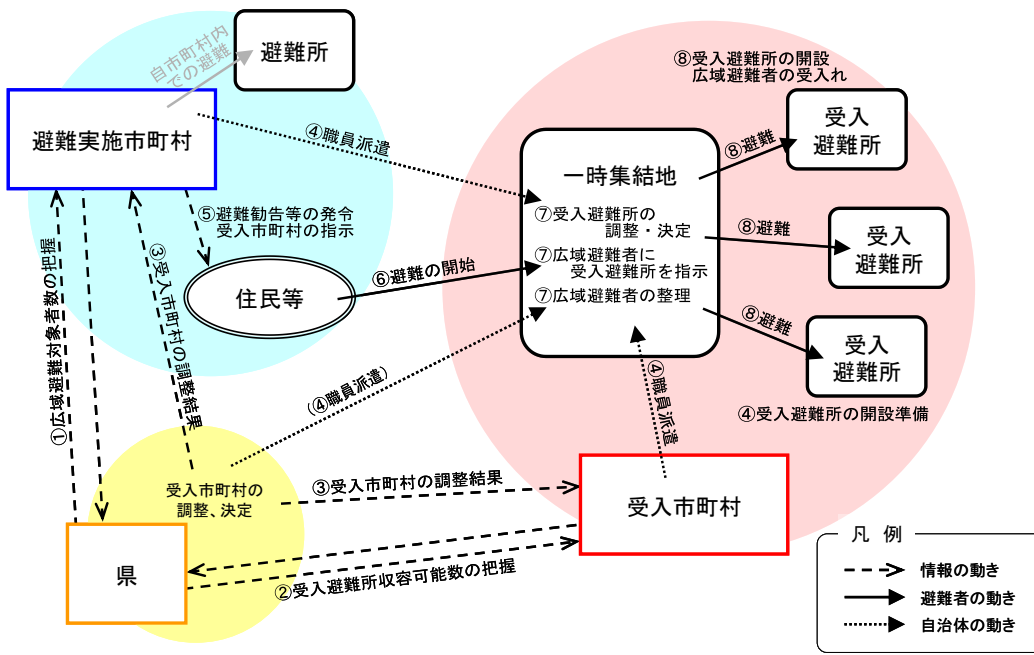 避難所
自市町村内
での避難
避難実施市町村
④職員派遣
⑤避難勧告等の発令
受入市町村の指示
住民等
⑥避難の開始
①広域避難対象者数の把握
③受入市町村の調整結果
(④職員派遣)
受入市町村の
調整、決定
県
③受入市町村の調整結果
②受入避難所収容可能数の把握
⑧受入避難所の開設
広域避難者の受入れ
一時集結地
⑦受入避難所の
調整・決定
⑦広域避難者に
受入避難所を指示
⑦広域避難者の整理
⑧避難
受入
避難所
⑧避難
受入
避難所
⑧避難
受入
避難所
④受入避難所の開設準備
④職員派遣
受入市町村
凡 例
情報の動き
避難者の動き
自治体の動き